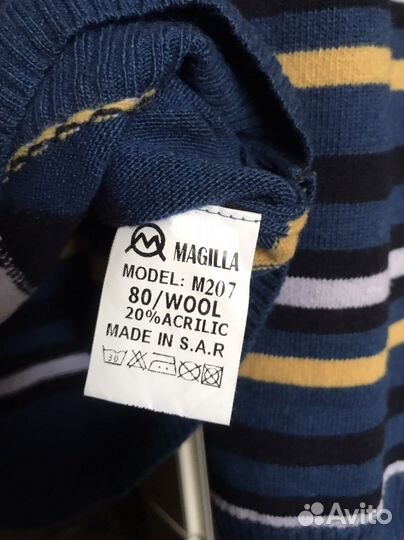 MAGILLA
MODEL: M207
80/WOOL
20%ACRILIC
MADE IN S.A.R
30
Avito